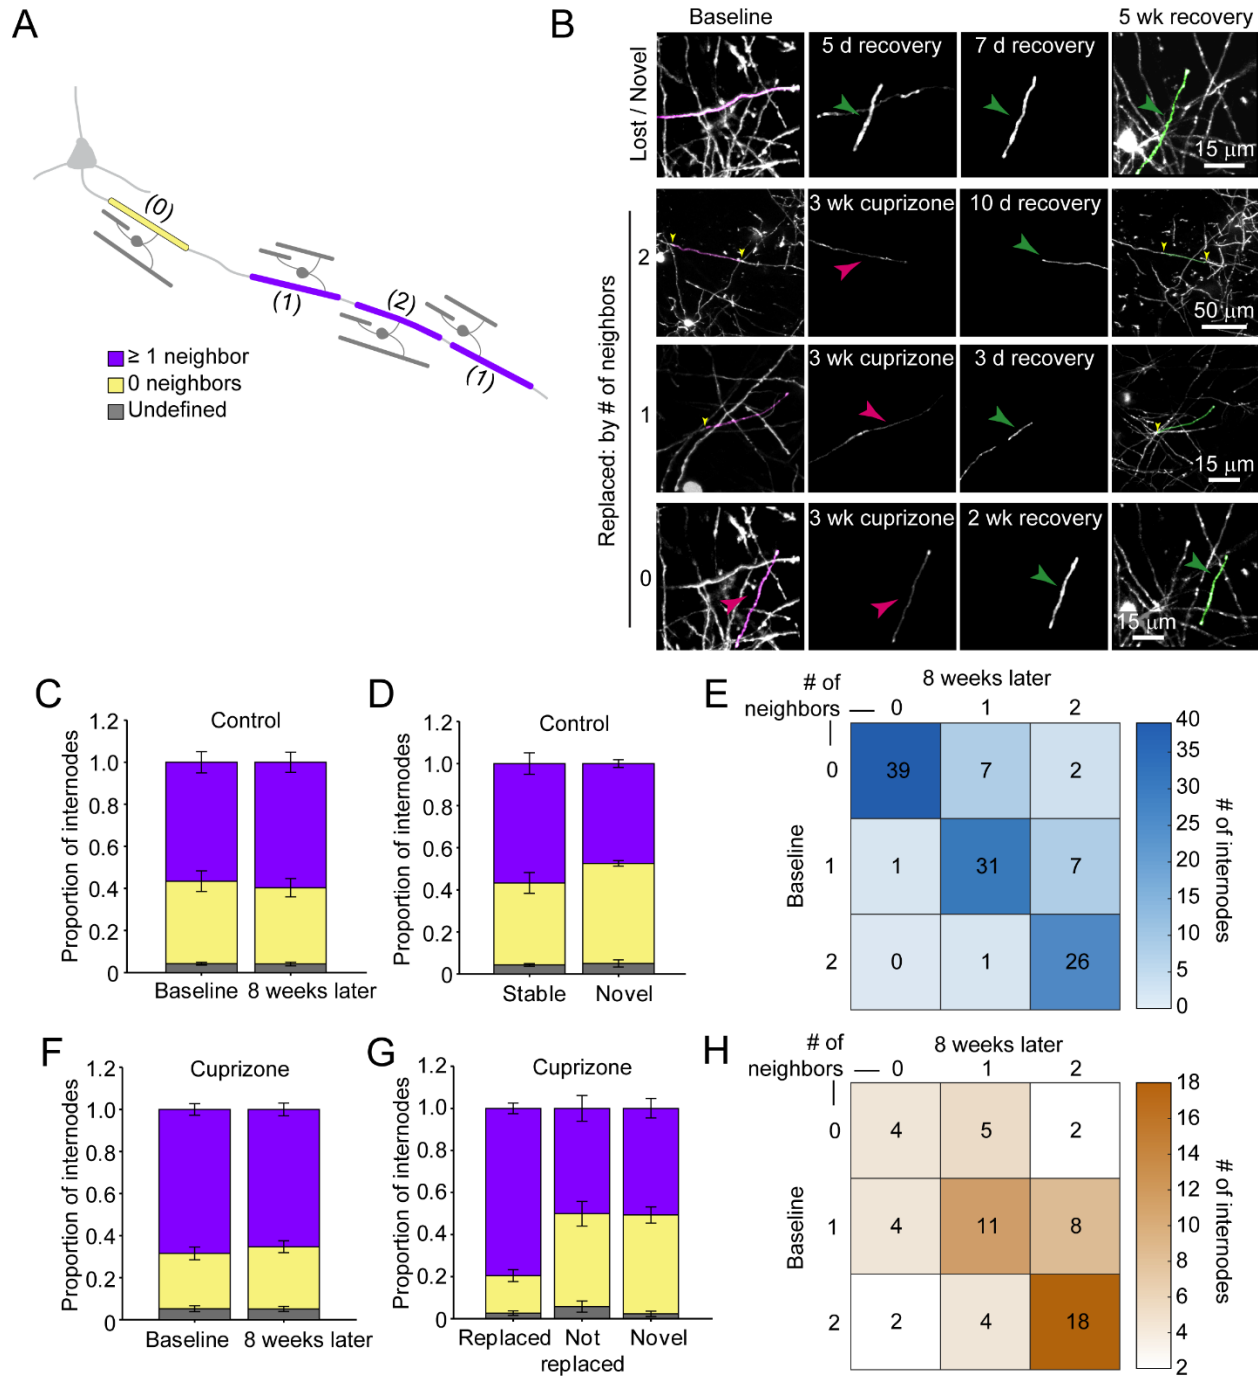 A
(0)
(1)
(2)
(1)
≥ 1 neighbor
0 neighbors
Undefined
B
Baseline
5 wk recovery
Lost / Novel
5 d recovery
7 d recovery
15 μm
Replaced: by # of neighbors
2
3 wk cuprizone
10 d recovery
50 μm
1
3 wk cuprizone
3 d recovery
15 μm
0
3 wk cuprizone
2 wk recovery
15 μm
C
Control
Proportion of internodes
1.2
1.0
0.8
0.6
0.4
0.2
0
Baseline
8 weeks later
D
Control
Proportion of internodes
1.2
1.0
0.8
0.6
0.4
0.2
0
Stable
Novel
E
# of
neighbors
8 weeks later
0 1 2
Baseline
0 39 7 2
1 1 31 7
2 0 1 26
40
35
30
25
20
15
10
5
0
# of internodes
F
Cuprizone
Proportion of internodes
1.2
1.0
0.8
0.6
0.4
0.2
0
Baseline
8 weeks later
G
Cuprizone
Proportion of internodes
1.2
1.0
0.8
0.6
0.4
0.2
0
Replaced
Not
replaced
Novel
H
# of
neighbors
8 weeks later
0 1 2
Baseline
0 4 5 2
1 4 11 8
2 2 4 18
18
16
14
12
10
8
6
4
2
# of internodes